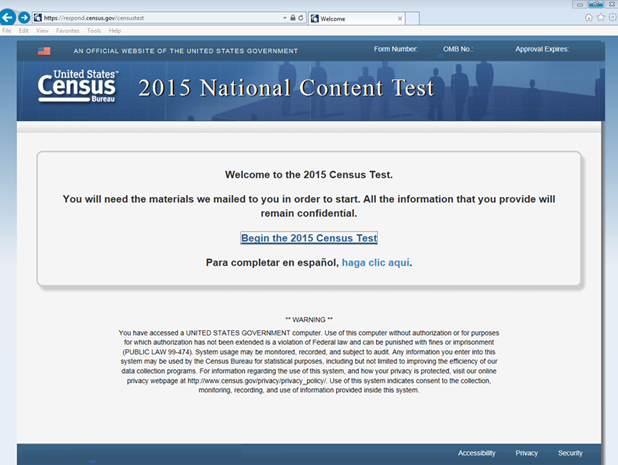 https://respond.census.gov/censustest
Welcome
File Edit View Favorites Tools Help
AN OFFICIAL WEBSITE OF THE UNITED STATES GOVERNMENT
Form Number: OMB No.: Approval Expires:
United States™
Census
Bureau
2015 National Content Test
Welcome to the 2015 Census Test.
You will need the materials we mailed to you in order to start. All the information that you provide will
remain confidential.
Begin the 2015 Census Test
Para completar en español, haga clic aquí.
** WARNING **
You have accessed a UNITED STATES GOVERNMENT computer. Use of this computer without authorization or for purposes
for which authorization has not been extended is a violation of Federal law and can be punished with fines or imprisonment
(PUBLIC LAW 99-474). System usage may be monitored, recorded, and subject to audit. Any information you enter into this
system may be used by the Census Bureau for statistical purposes, including but not limited to improving the efficiency of our
data collection programs. For information regarding the use of this system, and how your privacy is protected, visit our online
privacy webpage at http://www.census.gov/privacy/privacy_policy/. Use of this system indicates consent to the collection,
monitoring, recording, and use of information provided inside this system.
Accessibility Privacy Security